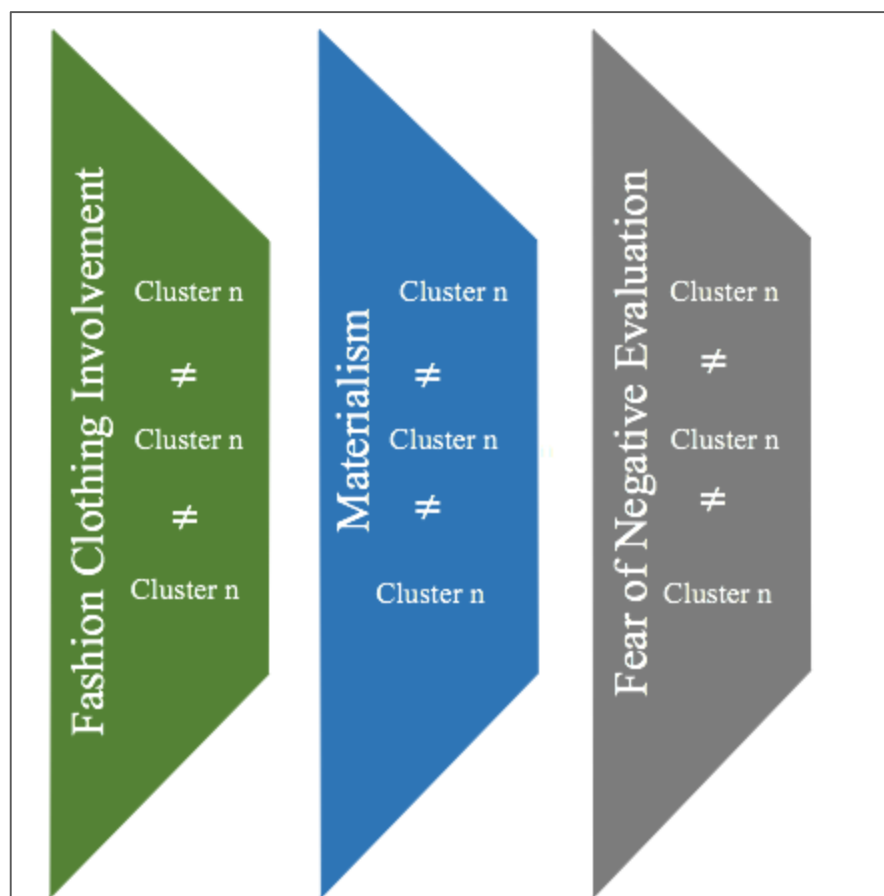 Fashion Clothing Involvement
Cluster n
≠
Cluster n
≠
Cluster n
Materialism
Cluster n
≠
Cluster n
≠
Cluster n
Fear of Negative Evaluation
Cluster n
≠
Cluster n
≠
Cluster n